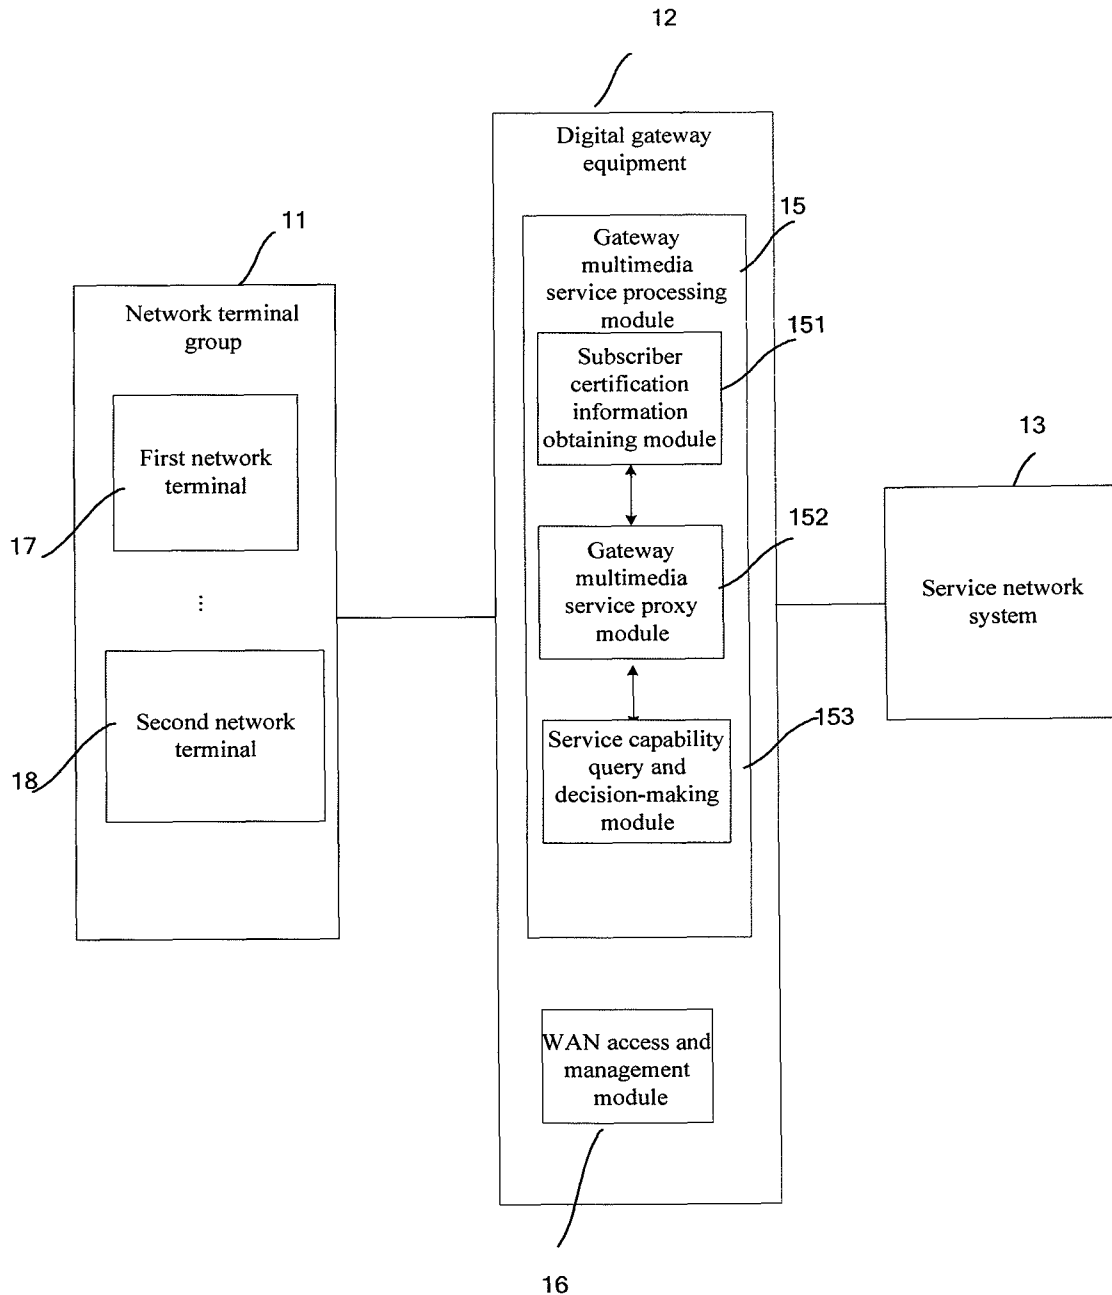 12
Digital gateway
equipment
15
Gateway
multimedia
service processing
module
11
Network terminal
group
151
Subscriber
certification
information
obtaining module
13
First network
terminal
17
152
Gateway
multimedia
service proxy
module
Service network
system
...
Second network
terminal
18
153
Service capability
query and
decision-making
module
WAN access and
management
module
16